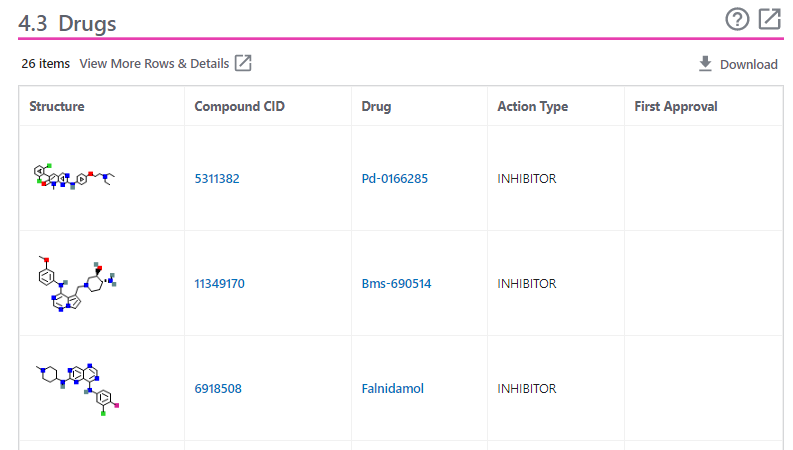 4.3 Drugs
26 items View More Rows & Details
Download
Structure Compound CID Drug Action Type First Approval
5311382 Pd-0166285 INHIBITOR
11349170 Bms-690514 INHIBITOR
6918508 Falnidamol INHIBITOR